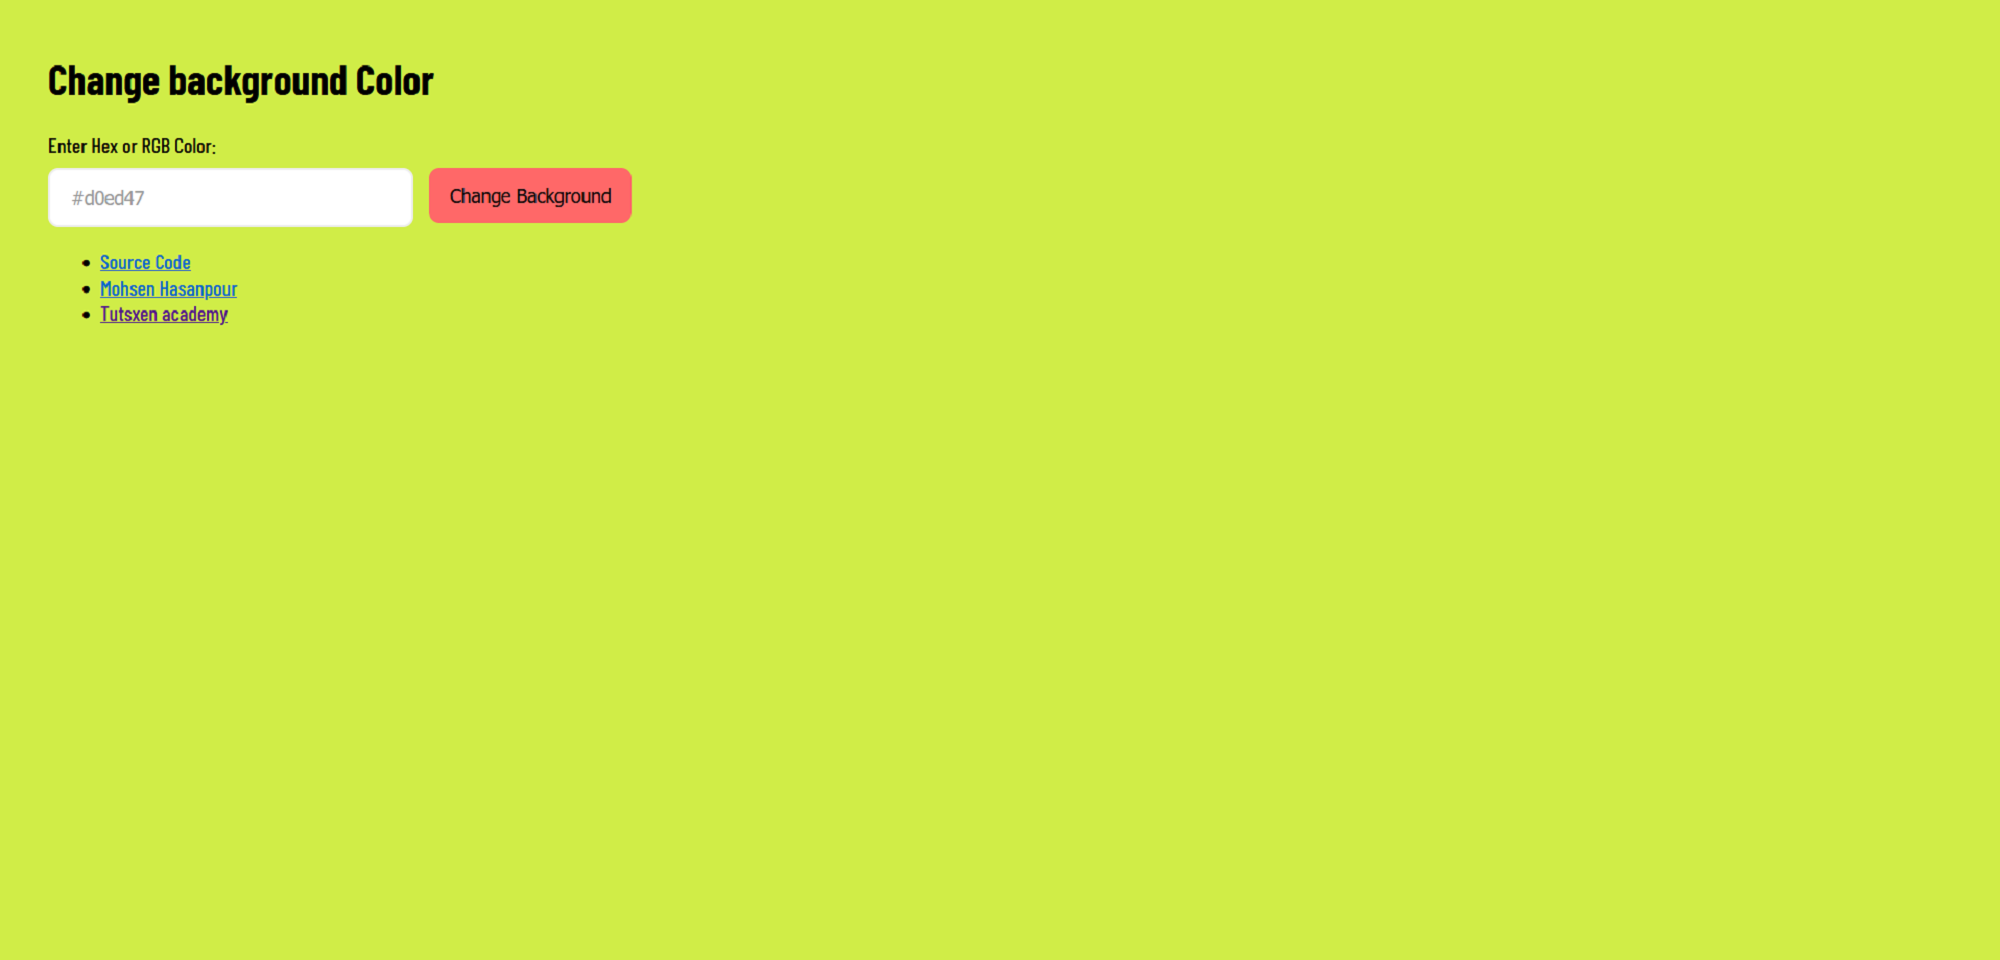 Change background Color
Enter Hex or RGB Color:
#d0ed47
Change Background
Source Code
Mohsen Hasanpour
Tutsxen academy